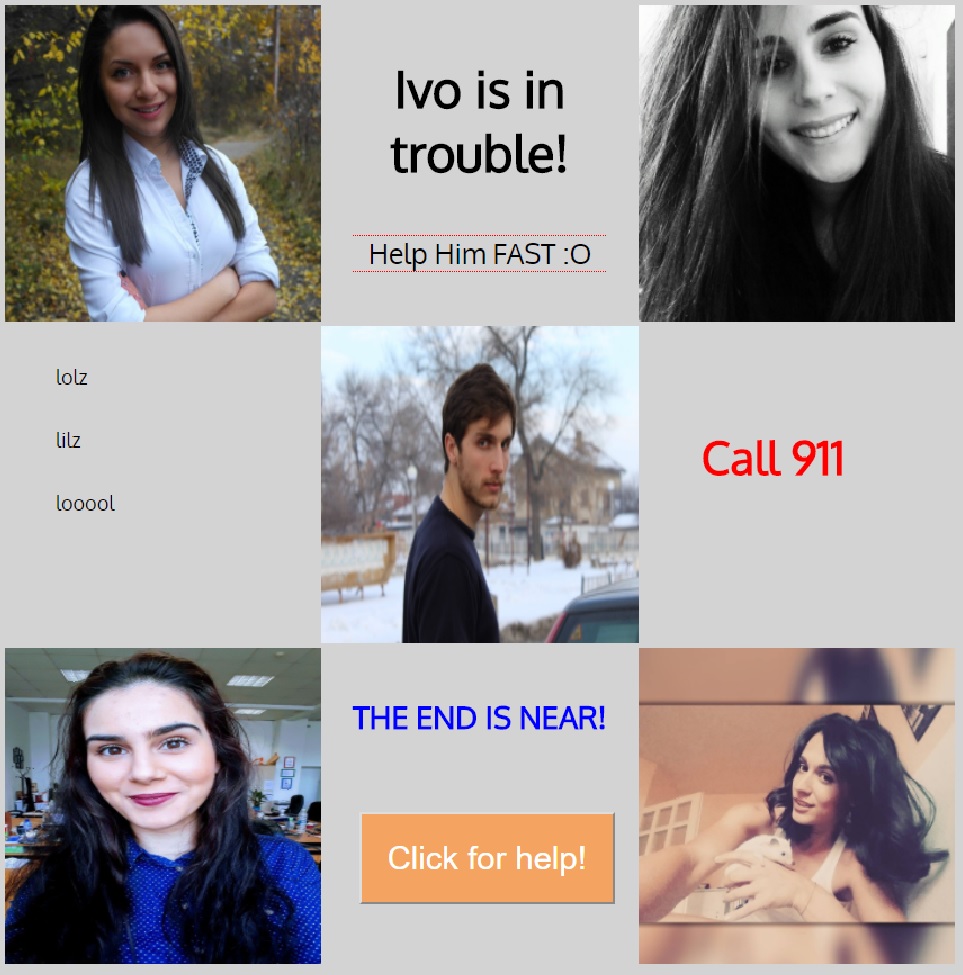 Ivo is in
trouble!
Help Him FAST :O
lolz
lilz
looool
Call 911
THE END IS NEAR!
Click for help!